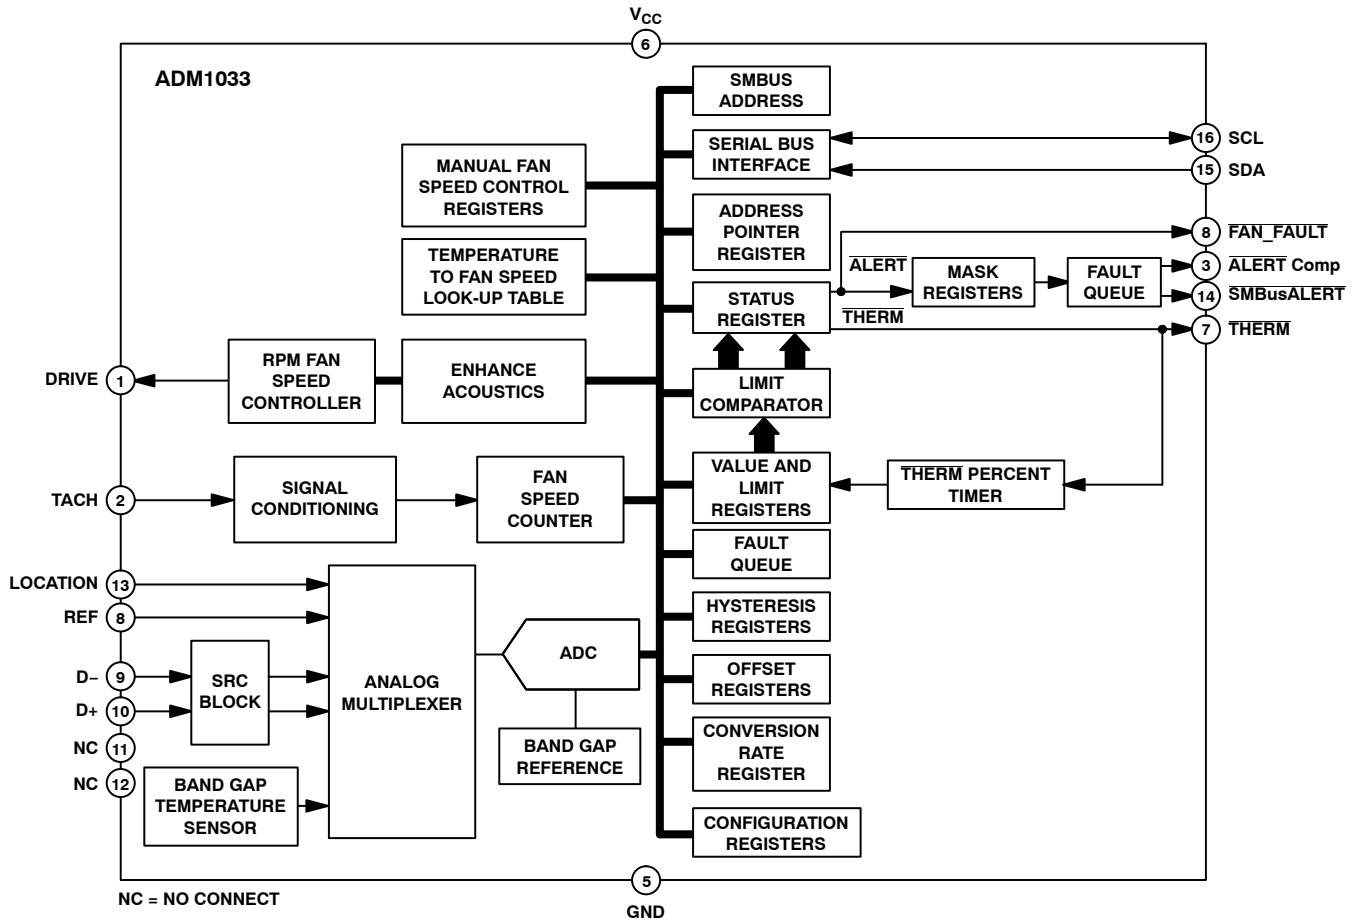 VCC
6
ADM1033
SMBUS
ADDRESS
SERIAL BUS
INTERFACE
16 SCL
15 SDA
MANUAL FAN
SPEED CONTROL
REGISTERS
ADDRESS
POINTER
REGISTER
8 FAN_FAULT
TEMPERATURE
TO FAN SPEED
LOOK-UP TABLE
ALERT
MASK
REGISTERS
FAULT
QUEUE
3 ALERT Comp
14 SMBusALERT
STATUS
REGISTER
THERM
7 THERM
DRIVE 1
RPM FAN
SPEED
CONTROLLER
ENHANCE
ACOUSTICS
LIMIT
COMPARATOR
TACH 2
SIGNAL
CONDITIONING
FAN
SPEED
COUNTER
VALUE AND
LIMIT
REGISTERS
THERM PERCENT
TIMER
FAULT
QUEUE
LOCATION 13
REF 8
HYSTERESIS
REGISTERS
D– 9
D+ 10
SRC
BLOCK
ANALOG
MULTIPLEXER
ADC
OFFSET
REGISTERS
NC 11
NC 12
BAND GAP
REFERENCE
CONVERSION
RATE
REGISTER
BAND GAP
TEMPERATURE
SENSOR
CONFIGURATION
REGISTERS
5
GND
NC = NO CONNECT